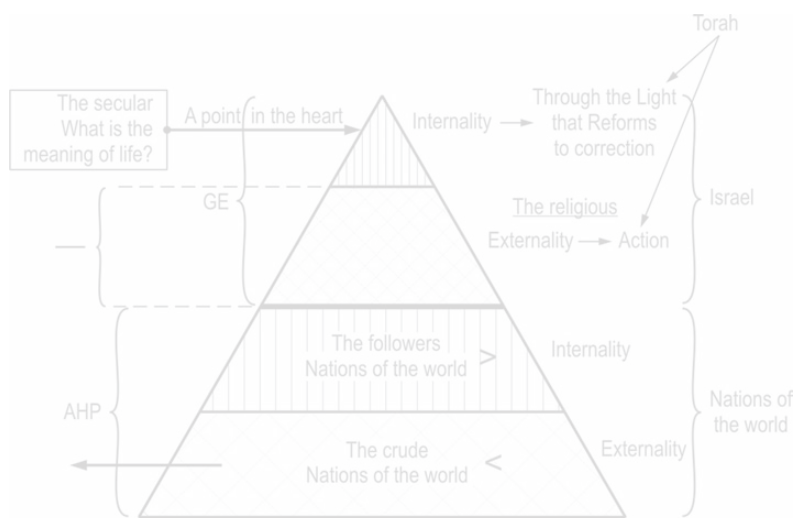 Torah
The secular
What is the
meaning of life?
A point in the heart
Internality
Through the Light
that Reforms
to correction
GE
Israel
The religious
Externality
Action
The followers
Nations of the world >
Internality
AHP
Nations of
the world
The crude
Nations of the world <
Externality